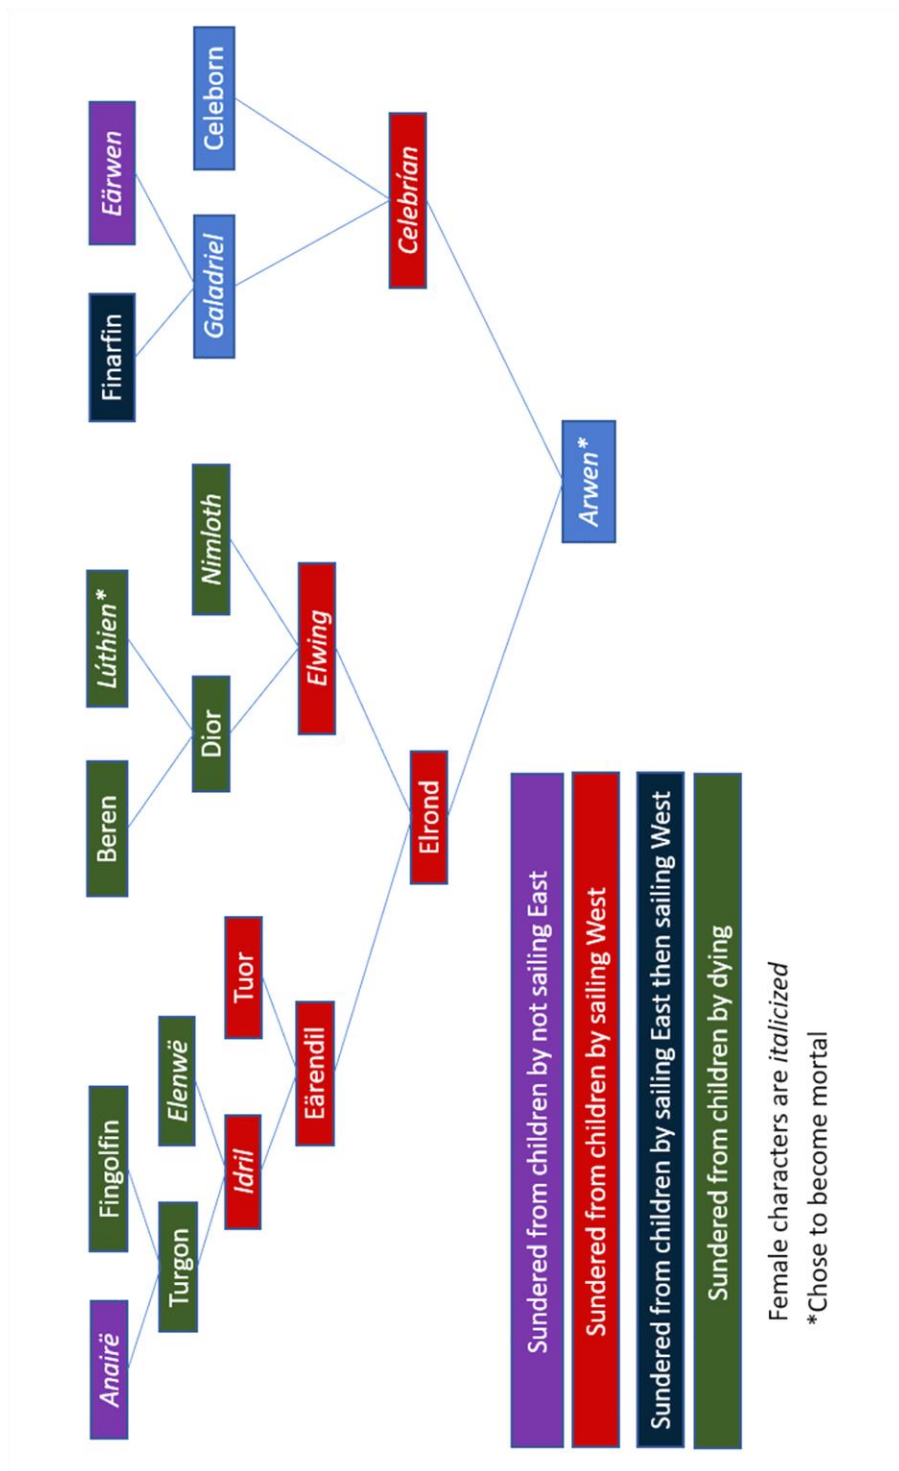 Anairë
Fingolfin
Beren
Lúthien*
Finarfin
Eärwen
Turgon
Elenwë
Dior
Nimloth
Galadriel
Celeborn
Idril
Tuor
Eärendil
Elwing
Celebrían
Elrond
Arwen*
Sundered from children by not sailing East
Sundered from children by sailing West
Sundered from children by sailing East then sailing West
Sundered from children by dying
Female characters are italicized
*Chose to become mortal